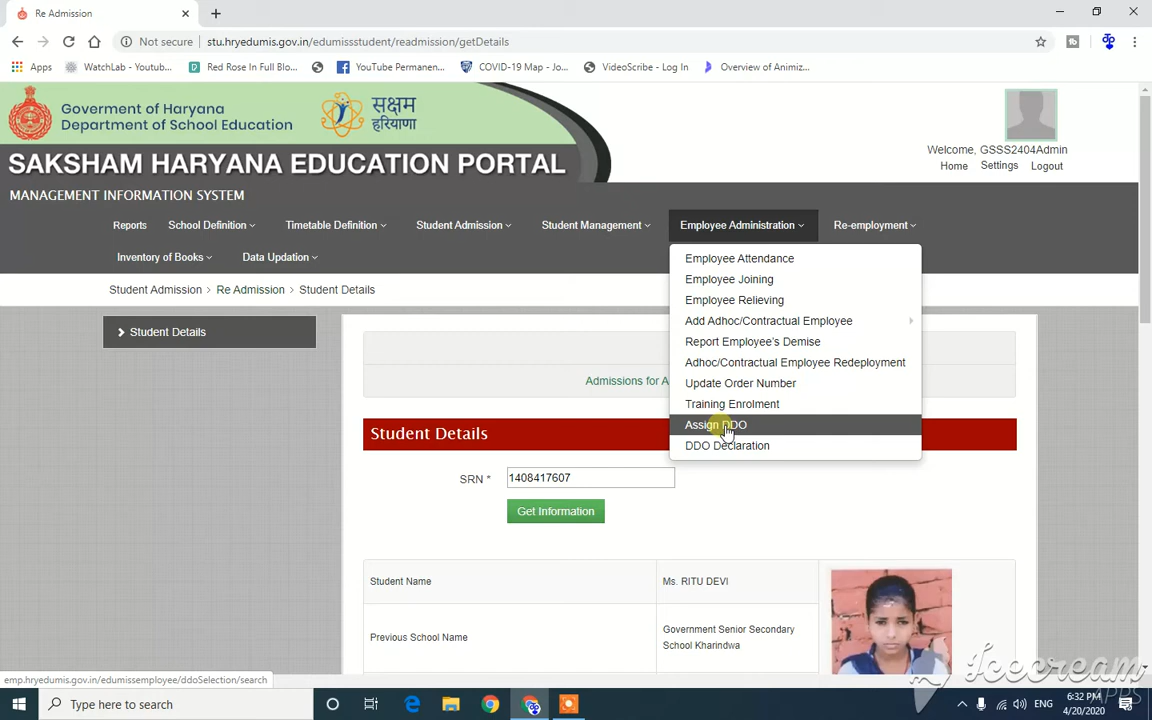 Re Admission
Not secure stu.hryedumis.gov.in/edumissstudent/readmission/getDetails
Apps WatchLab - Youtub... Red Rose In Full Blo... YouTube Permanen... COVID-19 Map - Jo... VideoScribe - Log In Overview of Animiz...
Goverment of Haryana
Department of School Education
सक्षम
हरियाणा
SAKSHAM HARYANA EDUCATION PORTAL
MANAGEMENT INFORMATION SYSTEM
Welcome, GSSS2404Admin
Home Settings Logout
Reports School Definition Timetable Definition Student Admission Student Management Employee Administration Re-employment
Inventory of Books Data Updation
Employee Attendance
Employee Joining
Employee Relieving
Add Adhoc/Contractual Employee
Report Employee's Demise
Adhoc/Contractual Employee Redeployment
Update Order Number
Training Enrolment
Assign DDO
DDO Declaration
Student Admission > Re Admission > Student Details
Student Details
Admissions for A
Student Details
SRN * 1408417607
Get Information
Student Name Ms. RITU DEVI
Previous School Name Government Senior Secondary
School Kharindwa
emp.hryedumis.gov.in/edumissemployee/ddoSelection/search
Icecream
APPS
Type here to search
ENG
6:32 PM
4/20/2020